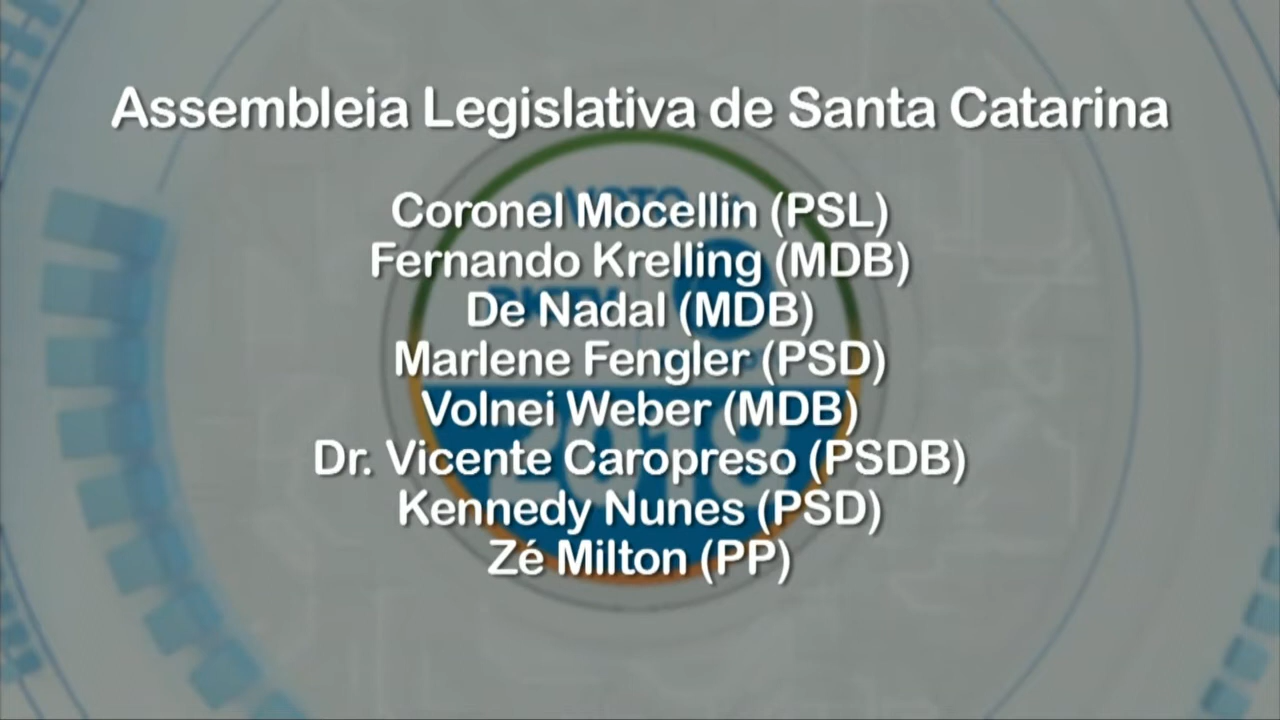 Assembleia Legislativa de Santa Catarina
Coronel Mocellin (PSL)
Fernando Krelling (MDB)
De Nadal (MDB)
Marlene Fengler (PSD)
Volnei Weber (MDB)
Dr. Vicente Caropreso (PSDB)
Kennedy Nunes (PSD)
Zé Milton (PP)